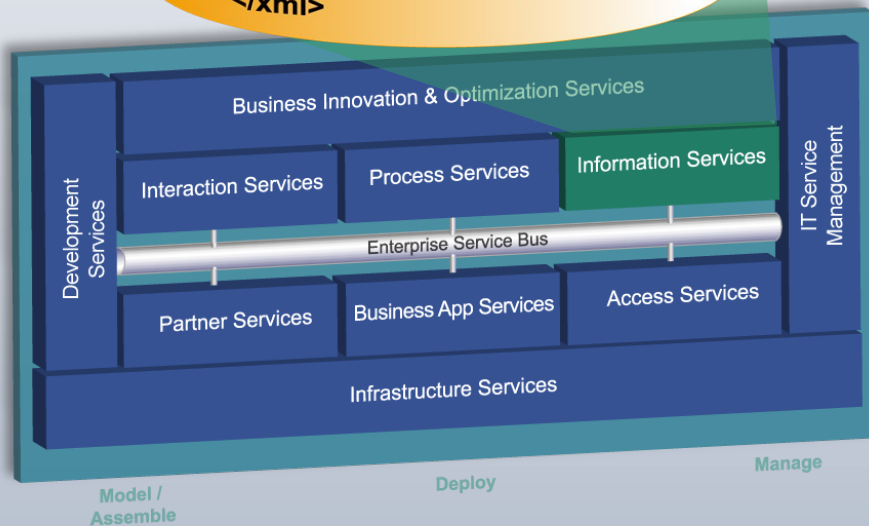 </xml>
Business Innovation & Optimization Services
Development
Services
Interaction Services
Process Services
Information Services
IT Service
Management
Enterprise Service Bus
Partner Services
Business App Services
Access Services
Infrastructure Services
Model /
Assemble
Deploy
Manage